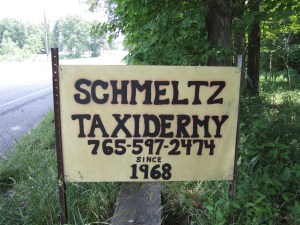 SCHMELTZ
TAXIDERMY
765-597-2474
SINCE
1968